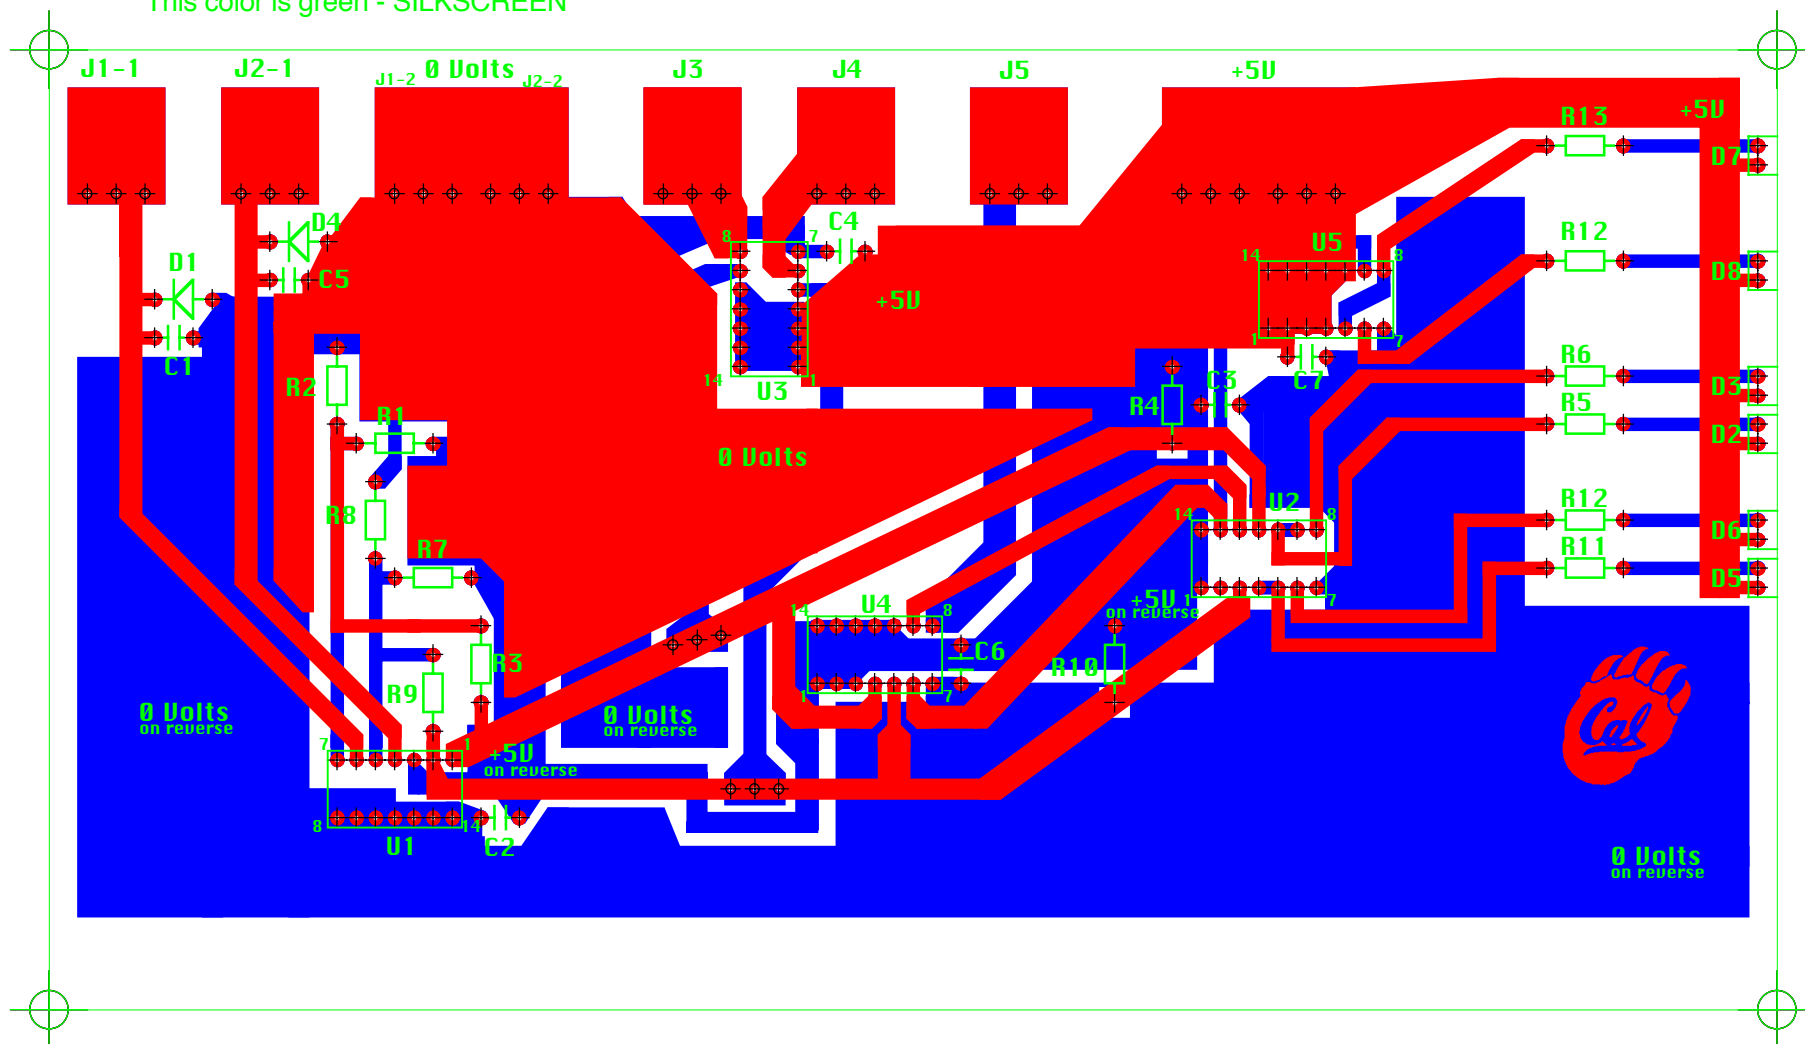 This color is green - SILKSCREEN
J1-1 J2-1 J1-2 0 Volts J2-2 J3 J4 J5 +5V
+5V
R13
D7
D4 C4 R12
8 7 U5
14 8
D1 C5 D8
+5V
1 7
C1 R2 14 1 U3 C3 C7 R6 D3
R1 R4 R5 D2
0 Volts
R8 14 U2 8 R12 D6
R7 R11 D5
14 U4 8 +5V 1 7
on reverse
R3 C6 R10
R9 1 7
0 Volts 0 Volts Cal
on reverse on reverse
7 1 +5V
on reverse
8 14
U1 C2 0 Volts
on reverse